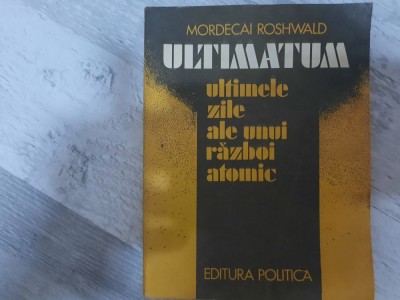 MORDECAI ROSHWALD
ULTIMATUM
ultimele
zile
ale unui
război
atomic
EDITURA POLITICA